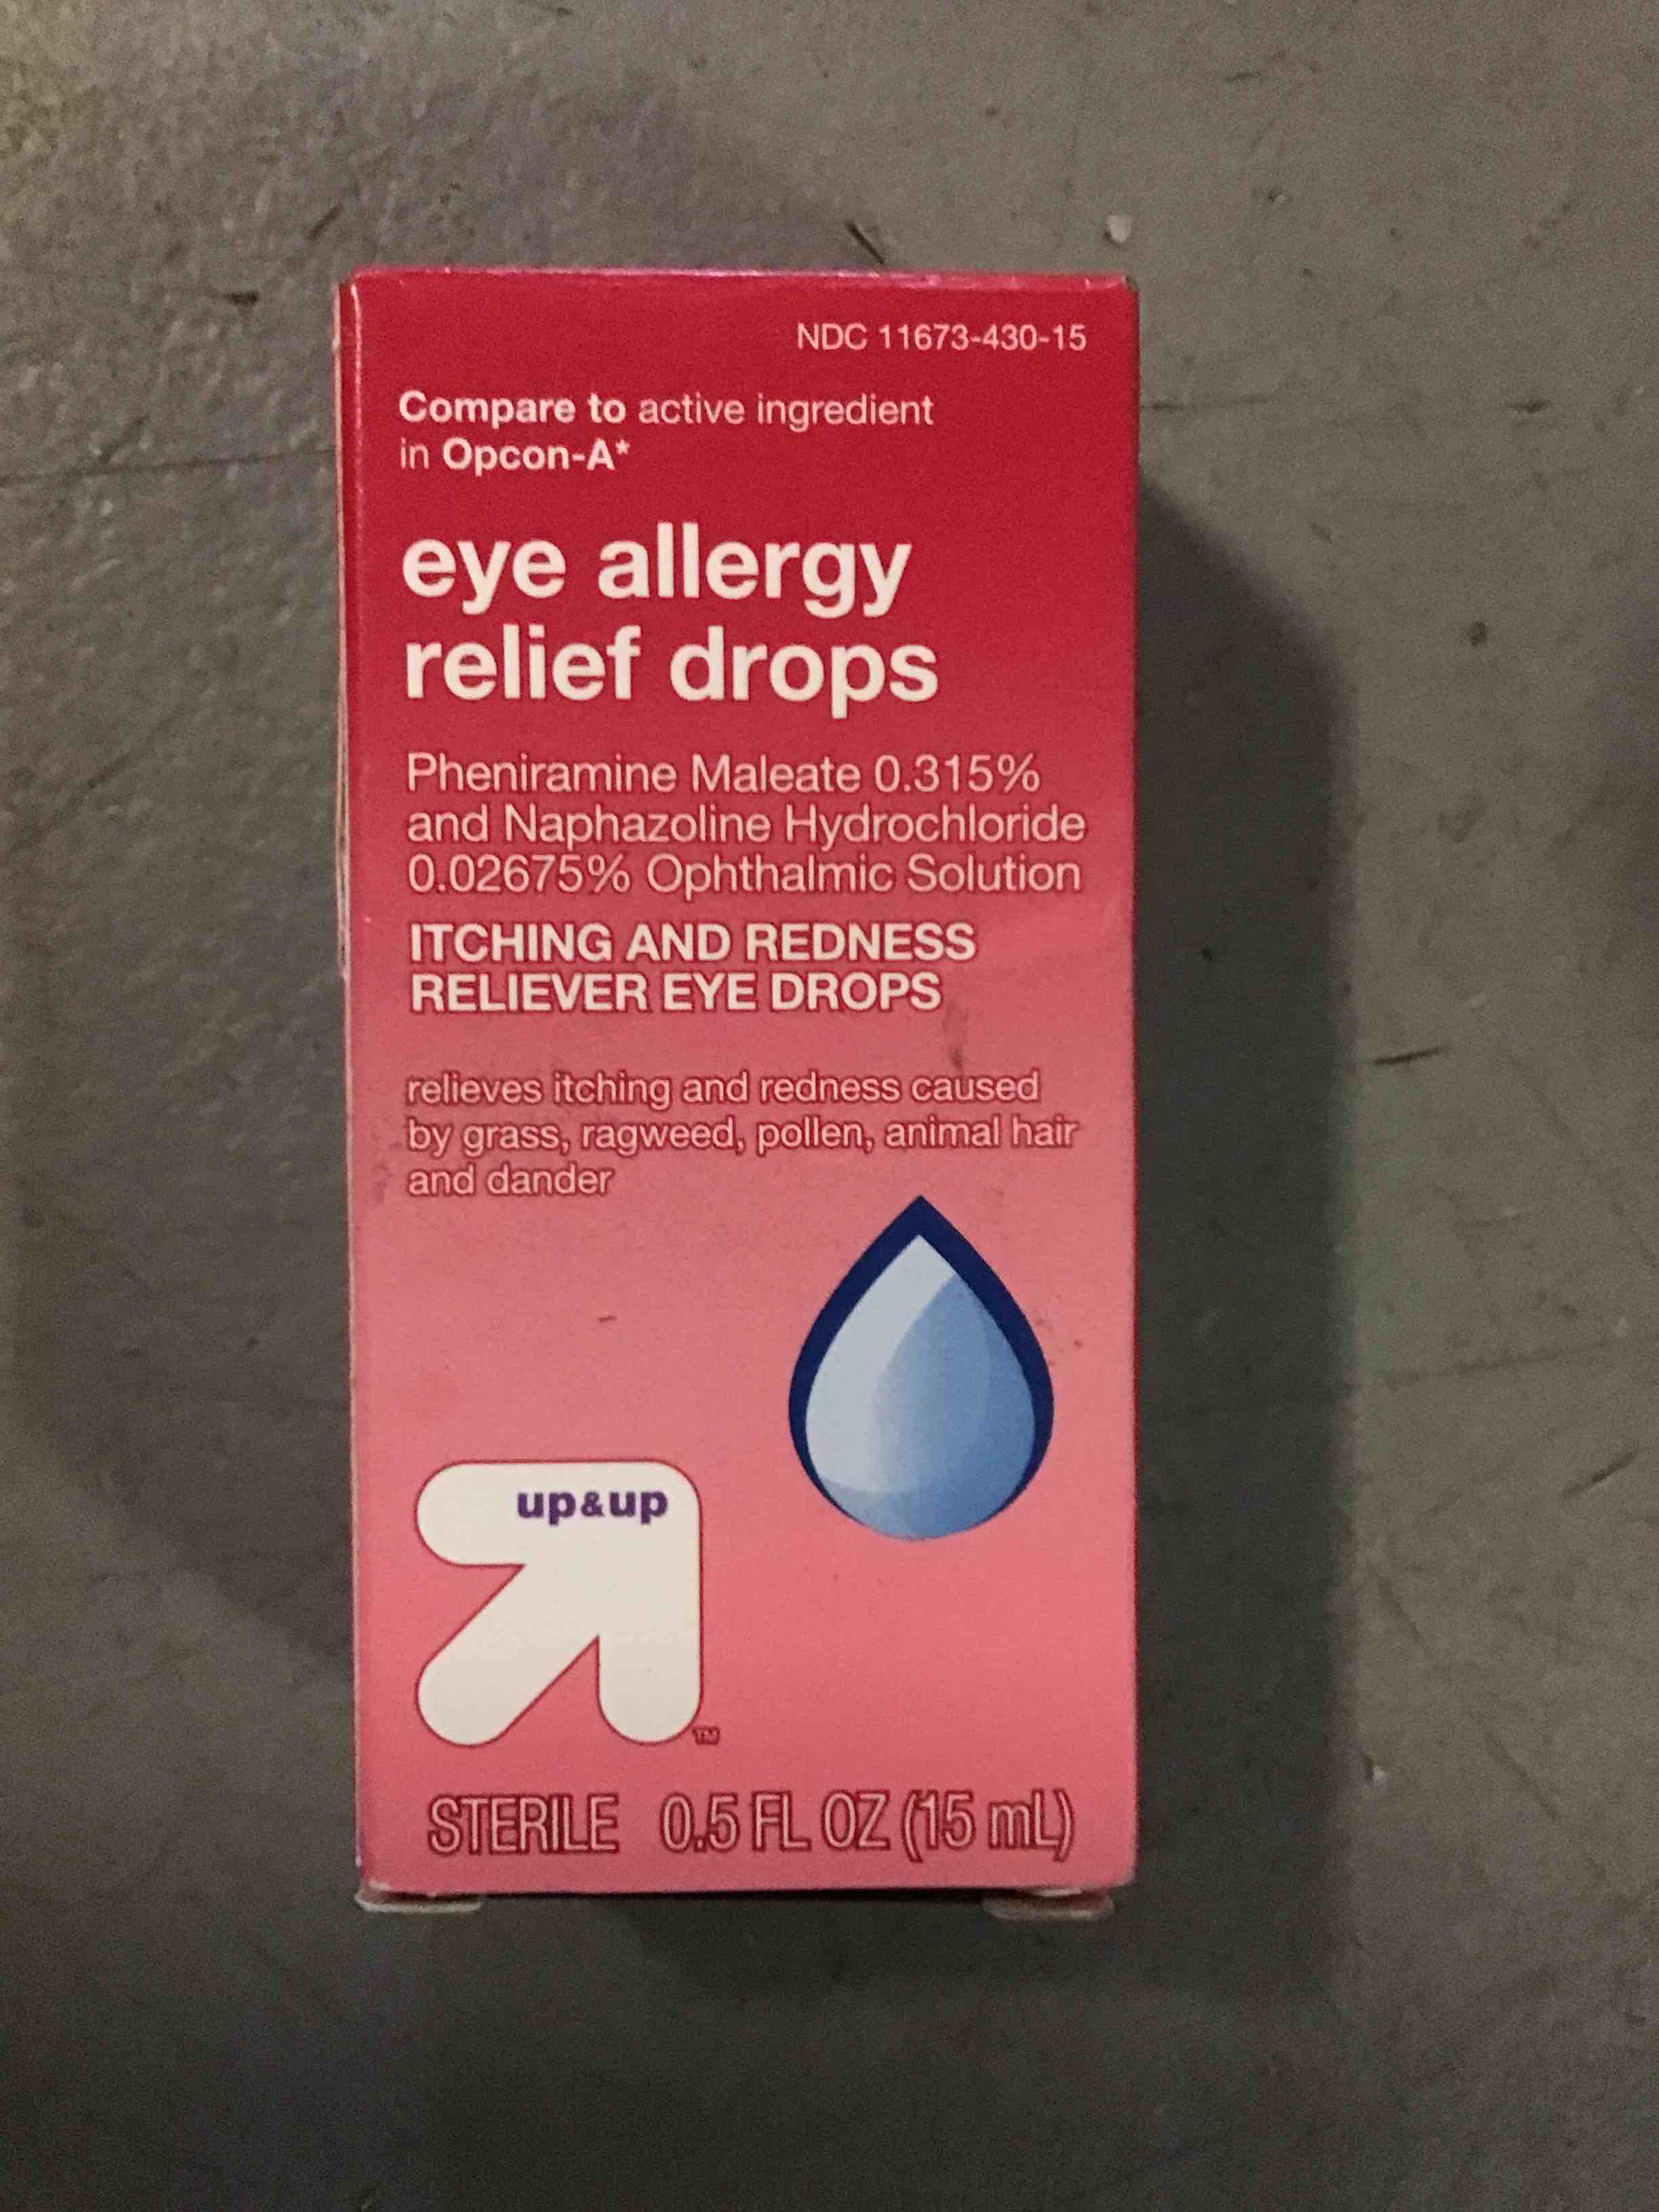 NDC 11673-430-15
Compare to active ingredient
in Opcon-A*
eye allergy
relief drops
Pheniramine Maleate 0.315%
and Naphazoline Hydrochloride
0.02675% Ophthalmic Solution
ITCHING AND REDNESS
RELIEVER EYE DROPS
relieves itching and redness caused
by grass, ragweed, pollen, animal hair
and dander
up&up
TM
STERILE 0.5 FL OZ (15 mL)